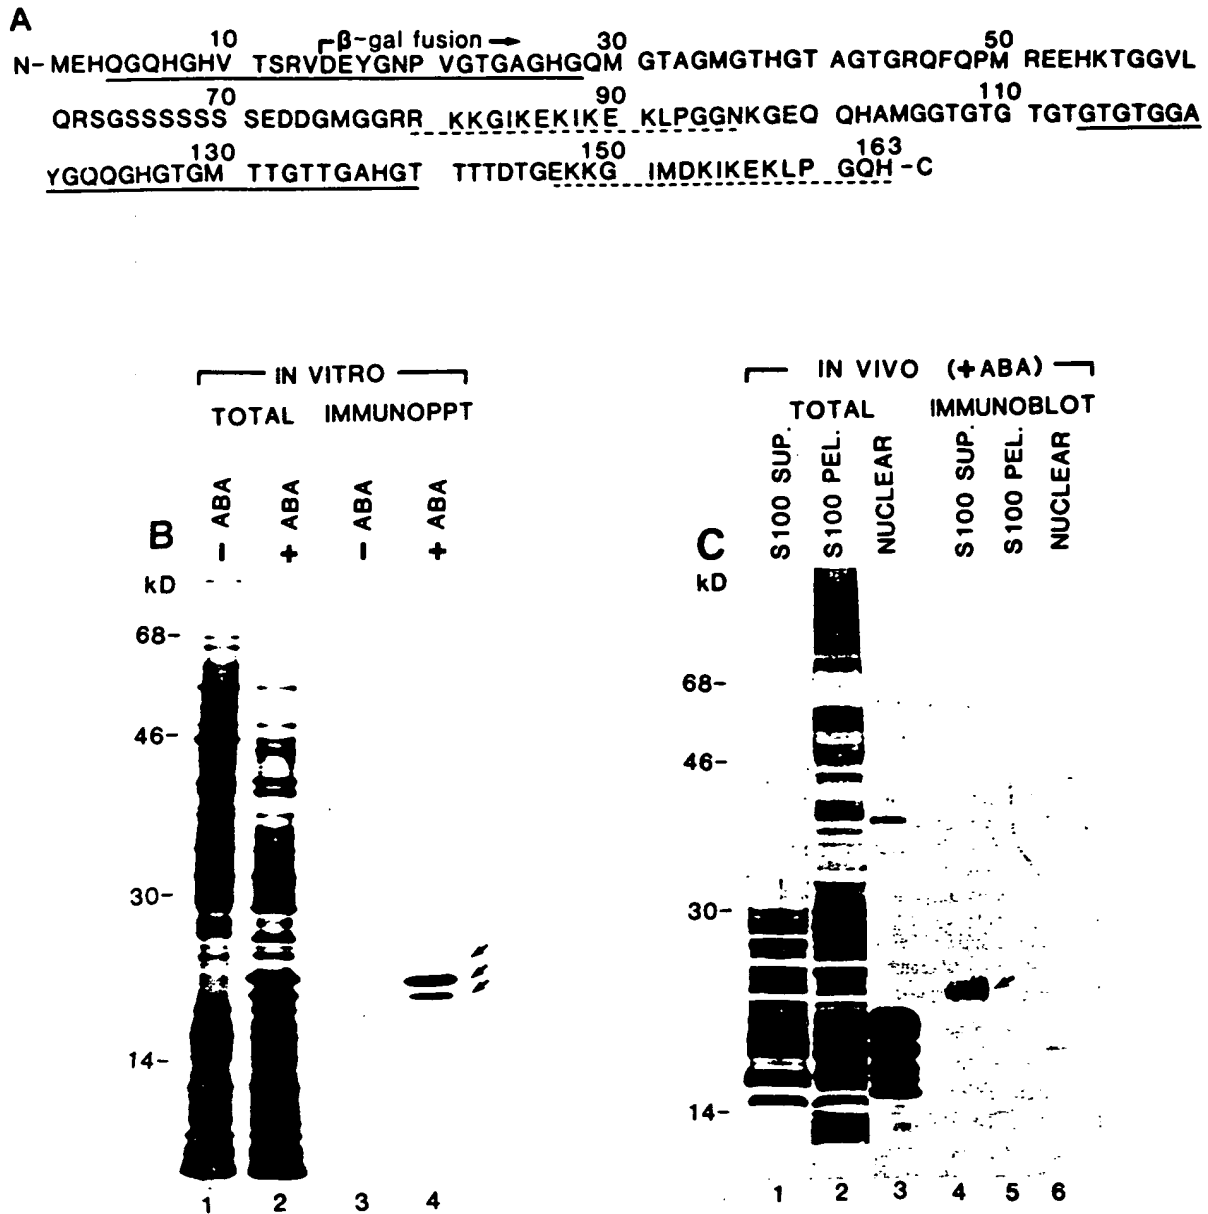 A
10 β-gal fusion 30 50
N-MEHQGQHGHV TSRVDEYGNP VGTGAGHGQM GTAGMGTHGT AGTGRQFQPM REEHKTGGVL
70 90 110
QRSGSSSSSS SEDDGMGGRR KKGIKEKIKE KLPGGNKGEQ QHAMGGTGTG TGTGTGTGGA
130 150 163
YGQQGHGTGM TTGTTGAHGT TTTDTGEKKG IMDKIKEKLP GQH-C
IN VITRO
TOTAL IMMUNOPPT
B
- ABA + ABA - ABA + ABA
kD
68-
46-
30-
14-
1 2 3 4
IN VIVO (+ABA)
TOTAL IMMUNOBLOT
C
S100 SUP. S100 PEL. NUCLEAR S100 SUP. S100 PEL. NUCLEAR
kD
68-
46-
30-
14-
1 2 3 4 5 6